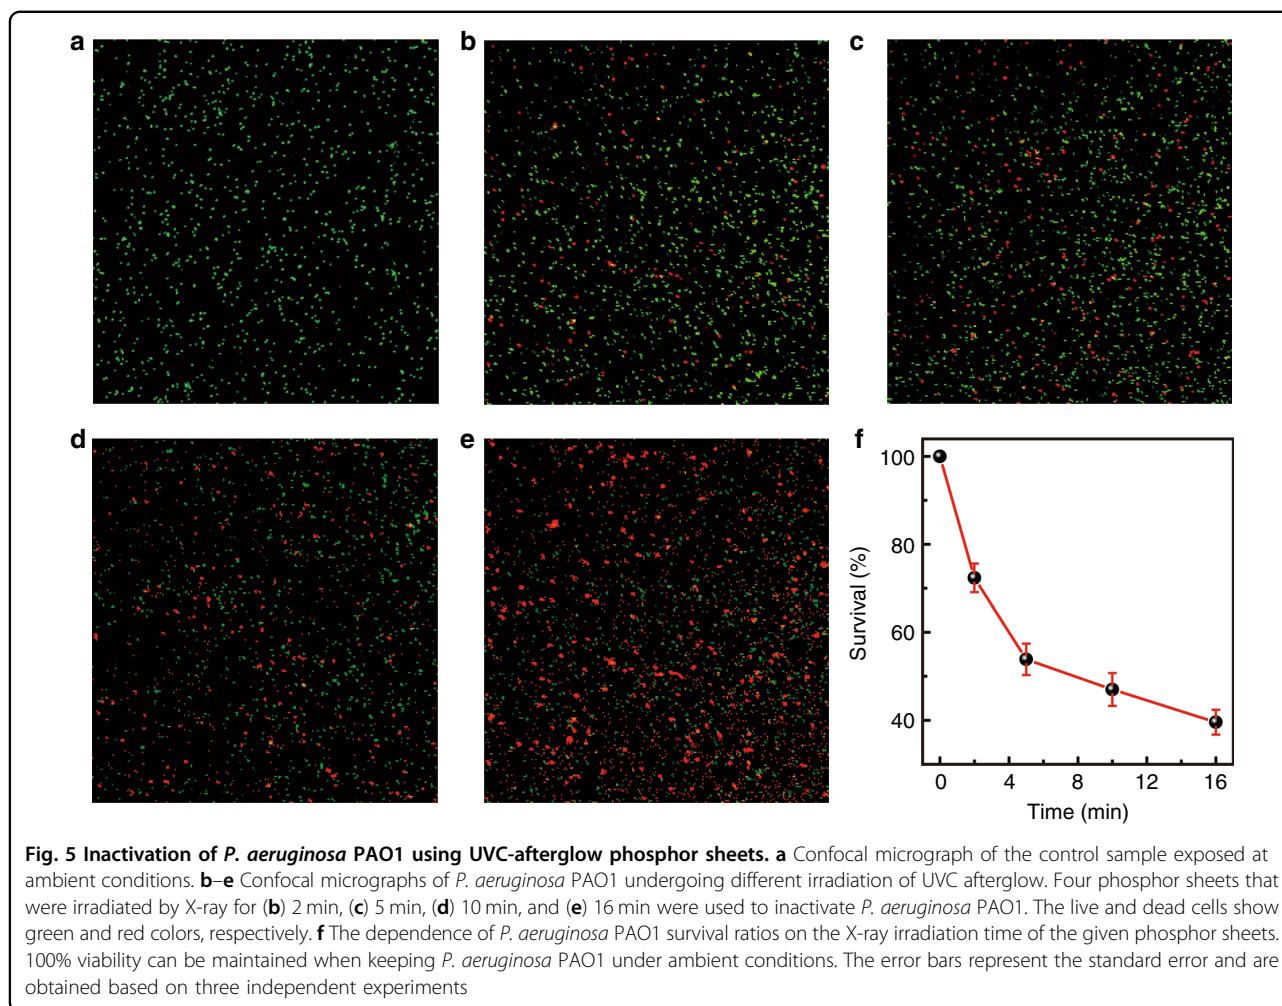 a
b
c
d
e
f
100
80
60
40
Survival (%)
0 4 8 12 16
Time (min)
Fig. 5 Inactivation of P. aeruginosa PAO1 using UVC-afterglow phosphor sheets. a Confocal micrograph of the control sample exposed at
ambient conditions. b–e Confocal micrographs of P. aeruginosa PAO1 undergoing different irradiation of UVC afterglow. Four phosphor sheets that
were irradiated by X-ray for (b) 2 min, (c) 5 min, (d) 10 min, and (e) 16 min were used to inactivate P. aeruginosa PAO1. The live and dead cells show
green and red colors, respectively. f The dependence of P. aeruginosa PAO1 survival ratios on the X-ray irradiation time of the given phosphor sheets.
100% viability can be maintained when keeping P. aeruginosa PAO1 under ambient conditions. The error bars represent the standard error and are
obtained based on three independent experiments